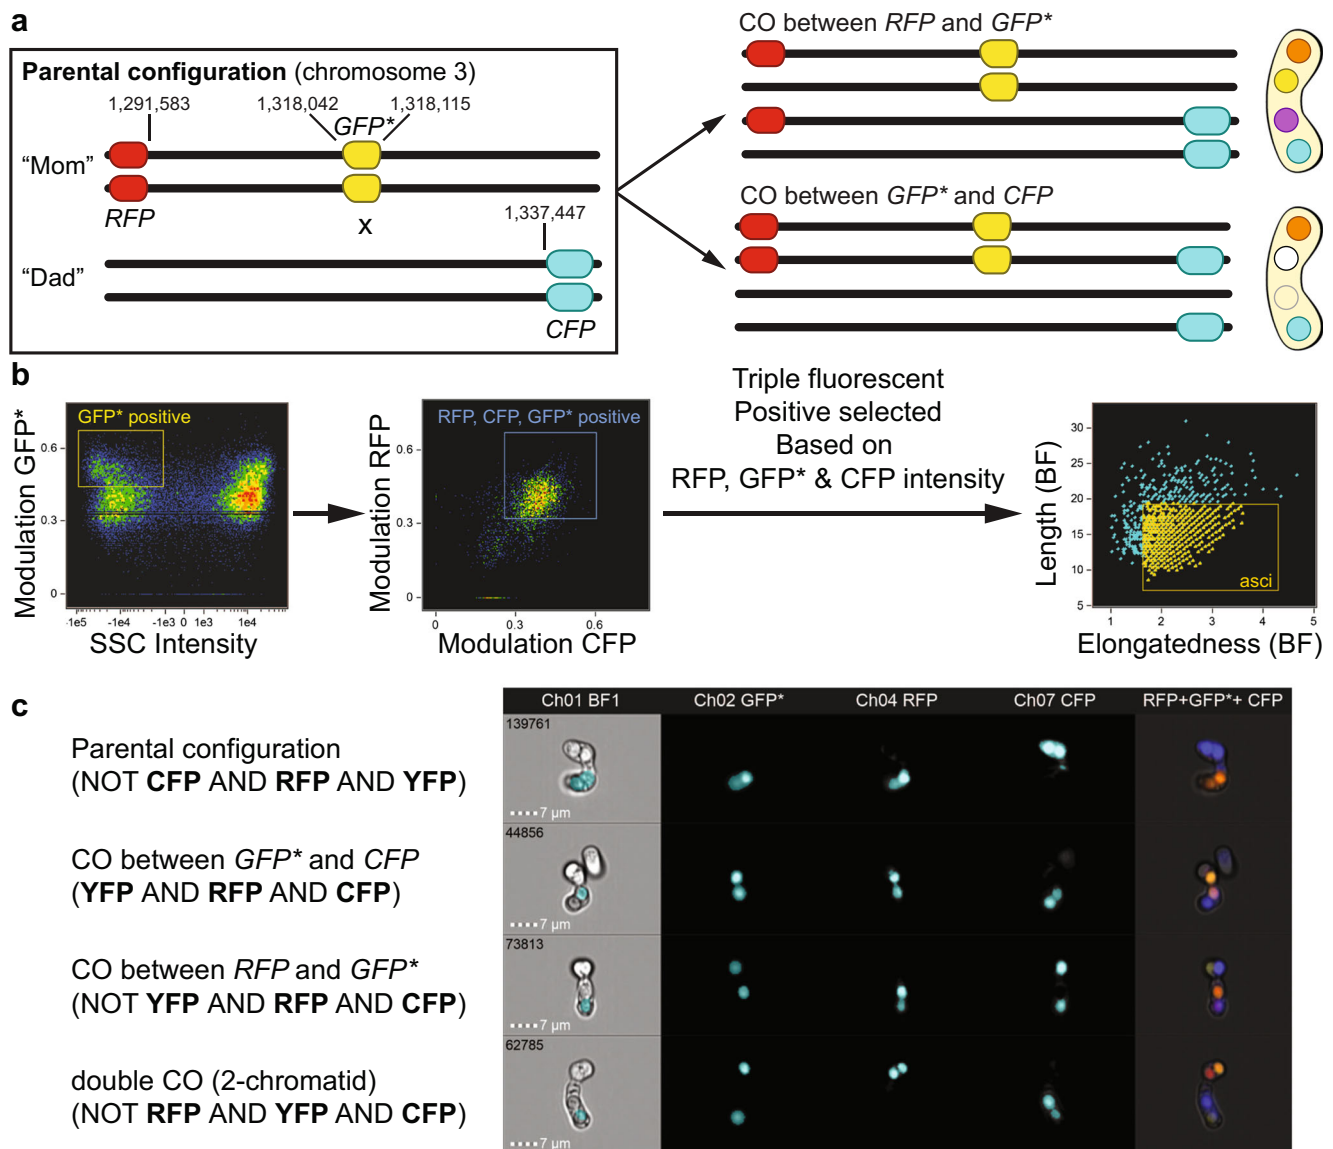 a
Parental configuration (chromosome 3)
1,291,583
1,318,042
1,318,115
GFP*
"Mom"
RFP
x
1,337,447
"Dad"
CFP
CO between RFP and GFP*
CO between GFP* and CFP
b
Modulation GFP*
GFP* positive
0.6
0.3
0
-1e5
-1e4
-1e3
0
1e3
1e4
SSC Intensity
Modulation RFP
RFP, CFP, GFP* positive
0.6
0.3
0
0
0.3
0.6
Modulation CFP
Triple fluorescent
Positive selected
Based on
RFP, GFP* & CFP intensity
Length (BF)
30
25
20
15
10
5
asci
1
2
3
4
5
Elongatedness (BF)
c
Ch01 BF1
Ch02 GFP*
Ch04 RFP
Ch07 CFP
RFP+GFP*+ CFP
Parental configuration
(NOT CFP AND RFP AND YFP)
139761
7 µm
CO between GFP* and CFP
(YFP AND RFP AND CFP)
44856
7 µm
CO between RFP and GFP*
(NOT YFP AND RFP AND CFP)
73813
7 µm
double CO (2-chromatid)
(NOT RFP AND YFP AND CFP)
62785
7 µm